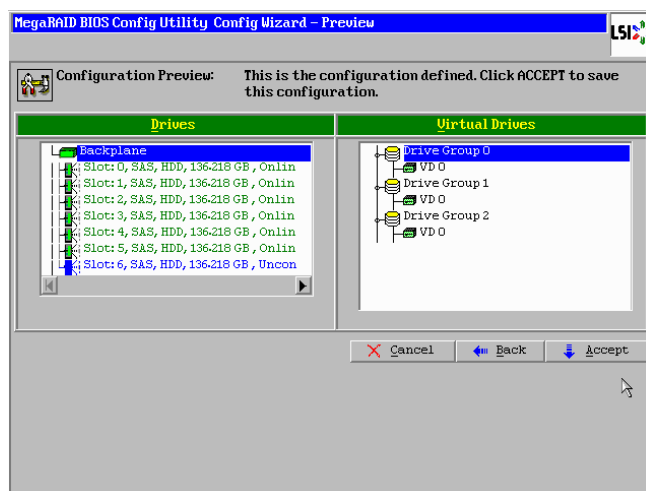 MegaRAID BIOS Config Utility Config Wizard - Preview
LSI
Configuration Preview: This is the configuration defined. Click ACCEPT to save
this configuration.
Drives
Backplane
Slot: 0, SAS, HDD, 136.218 GB, Onlin
Slot: 1, SAS, HDD, 136.218 GB, Onlin
Slot: 2, SAS, HDD, 136.218 GB, Onlin
Slot: 3, SAS, HDD, 136.218 GB, Onlin
Slot: 4, SAS, HDD, 136.218 GB, Onlin
Slot: 5, SAS, HDD, 136.218 GB, Onlin
Slot: 6, SAS, HDD, 136.218 GB, Uncon
Virtual Drives
Drive Group 0
VD 0
Drive Group 1
VD 0
Drive Group 2
VD 0
Cancel
Back
Accept